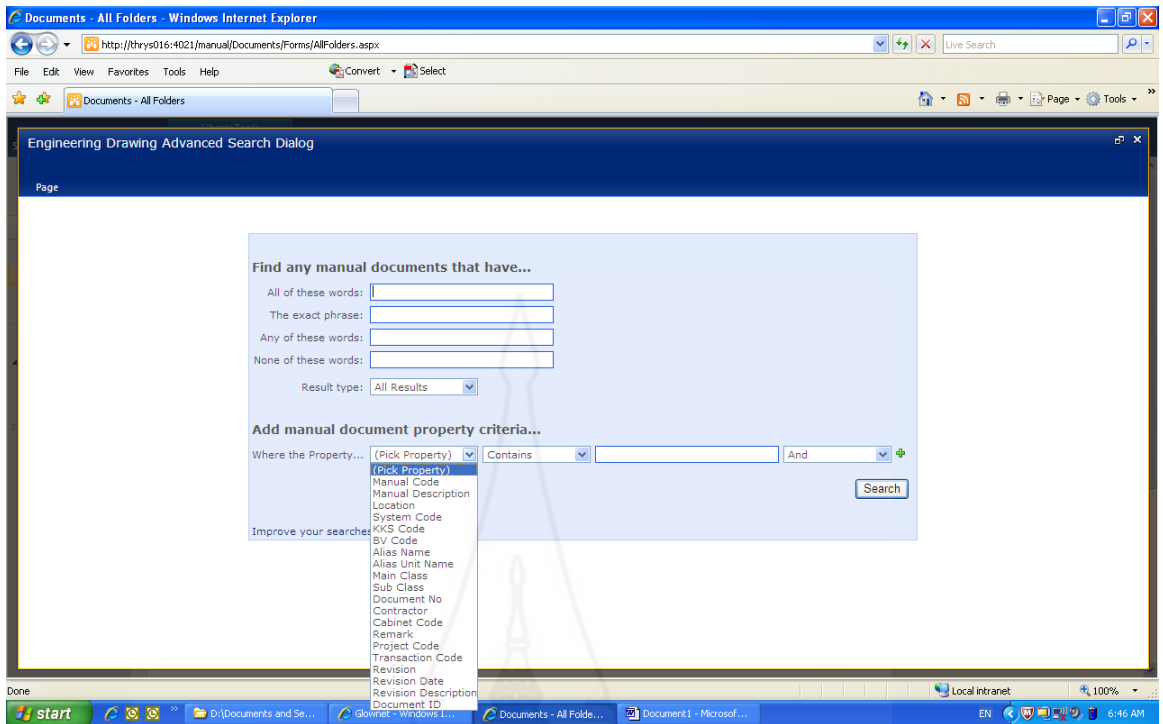 Documents - All Folders - Windows Internet Explorer
http://thrys016:4021/manual/Documents/Forms/AllFolders.aspx
Live Search
File Edit View Favorites Tools Help
Convert Select
Documents - All Folders
Page Tools
Engineering Drawing Advanced Search Dialog
Page
Find any manual documents that have...
All of these words:
The exact phrase:
Any of these words:
None of these words:
Result type: All Results
Add manual document property criteria...
Where the Property... (Pick Property) Contains And
(Pick Property)
Manual Code
Manual Description
Location
System Code
KKS Code
BV Code
Alias Name
Alias Unit Name
Main Class
Sub Class
Document No
Contractor
Cabinet Code
Remark
Project Code
Transaction Code
Revision
Revision Date
Revision Description
Document ID
Search
Improve your searches
Done
Local intranet
100%
start
D:\Documents and Se...
Glownet - Windows I...
Documents - All Folde...
Document1 - Microsof...
EN
6:46 AM